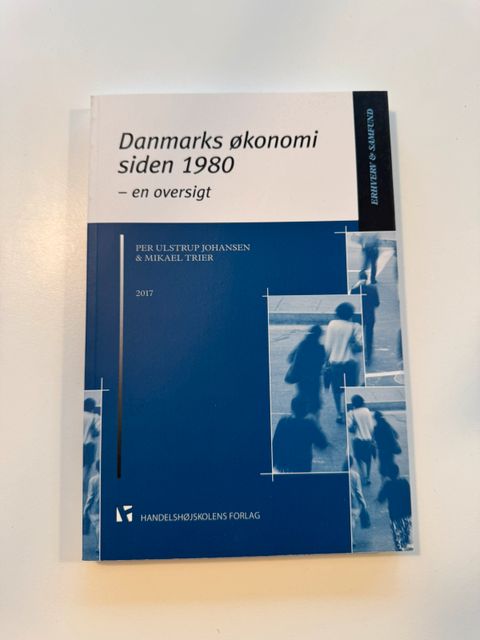 Danmarks økonomi
siden 1980
– en oversigt
ERHVERV & SAMFUND
PER ULSTRUP JOHANSEN
& MIKAEL TRIER
2017
HANDELSHØJSKOLENS FORLAG